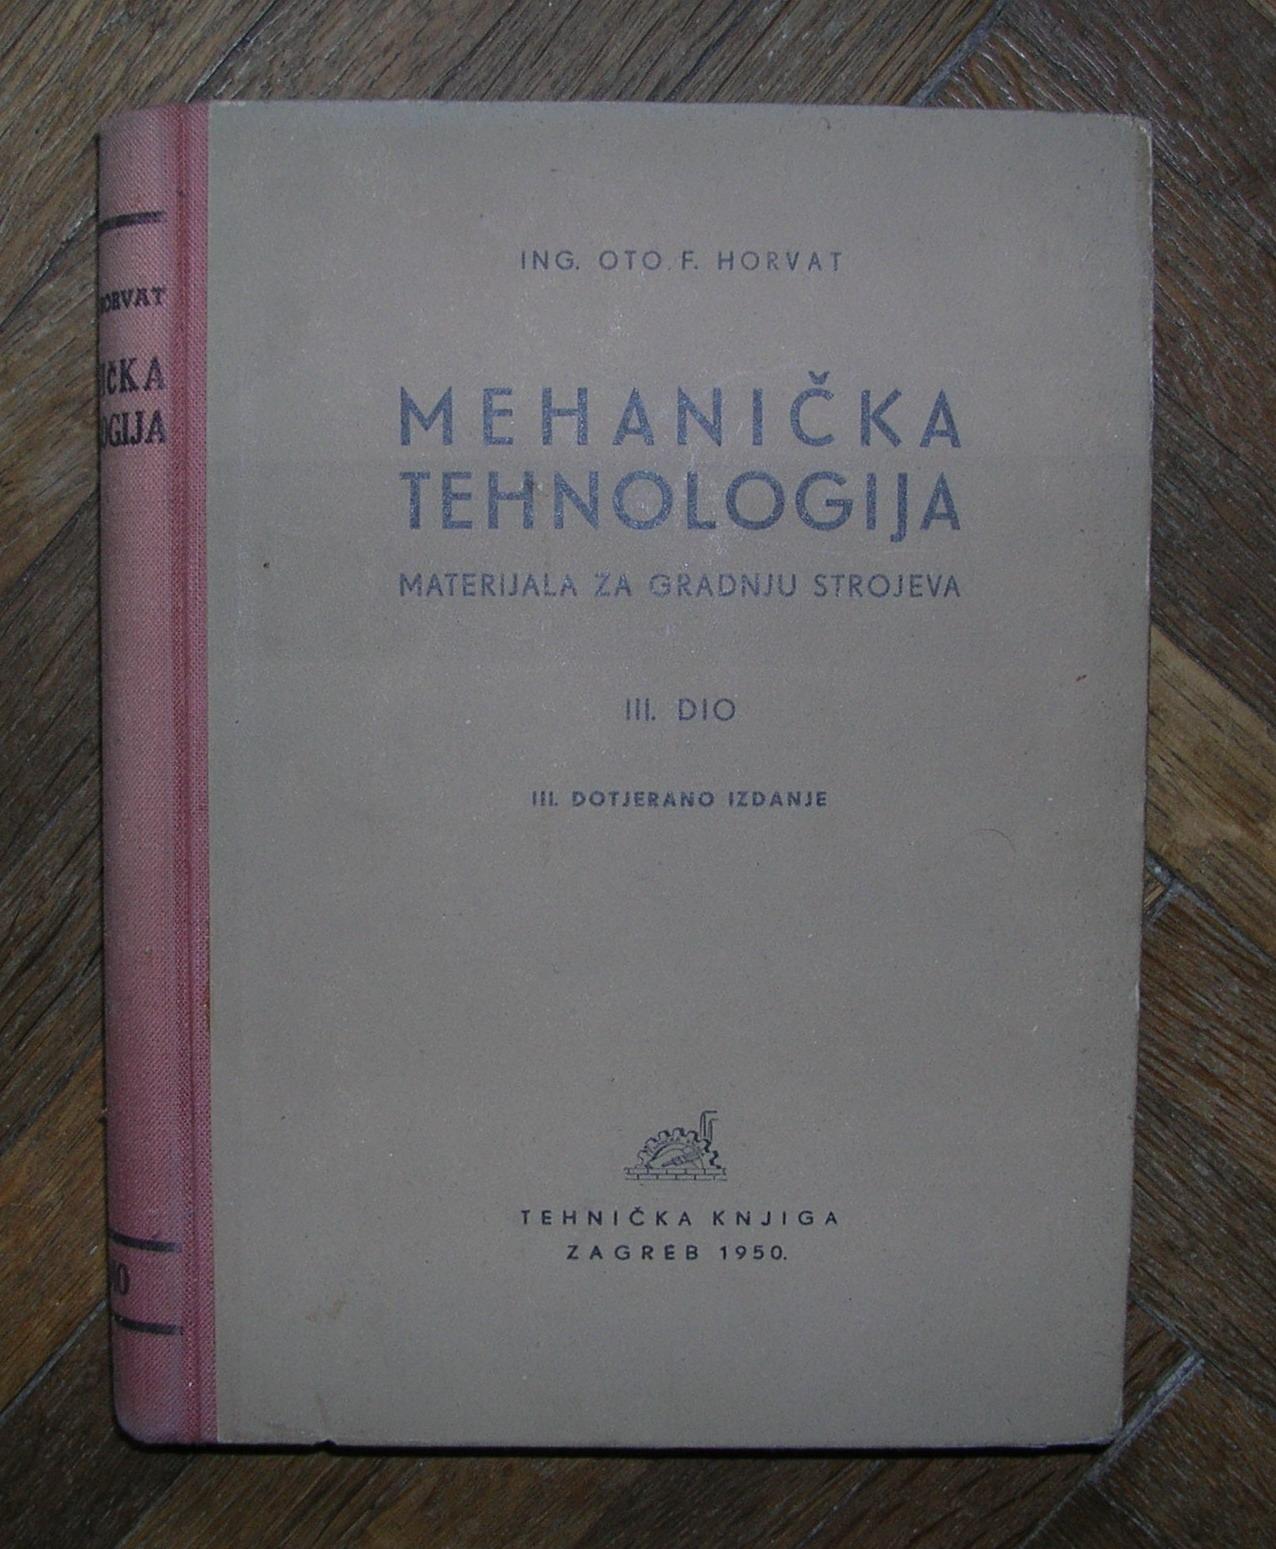 ING. OTO F. HORVAT
MEHANIČKA
TEHNOLOGIJA
MATERIJALA ZA GRADNJU STROJEVA
III. DIO
III. DOTJERANO IZDANJE
TEHNIČKA KNJIGA
ZAGREB 1950.